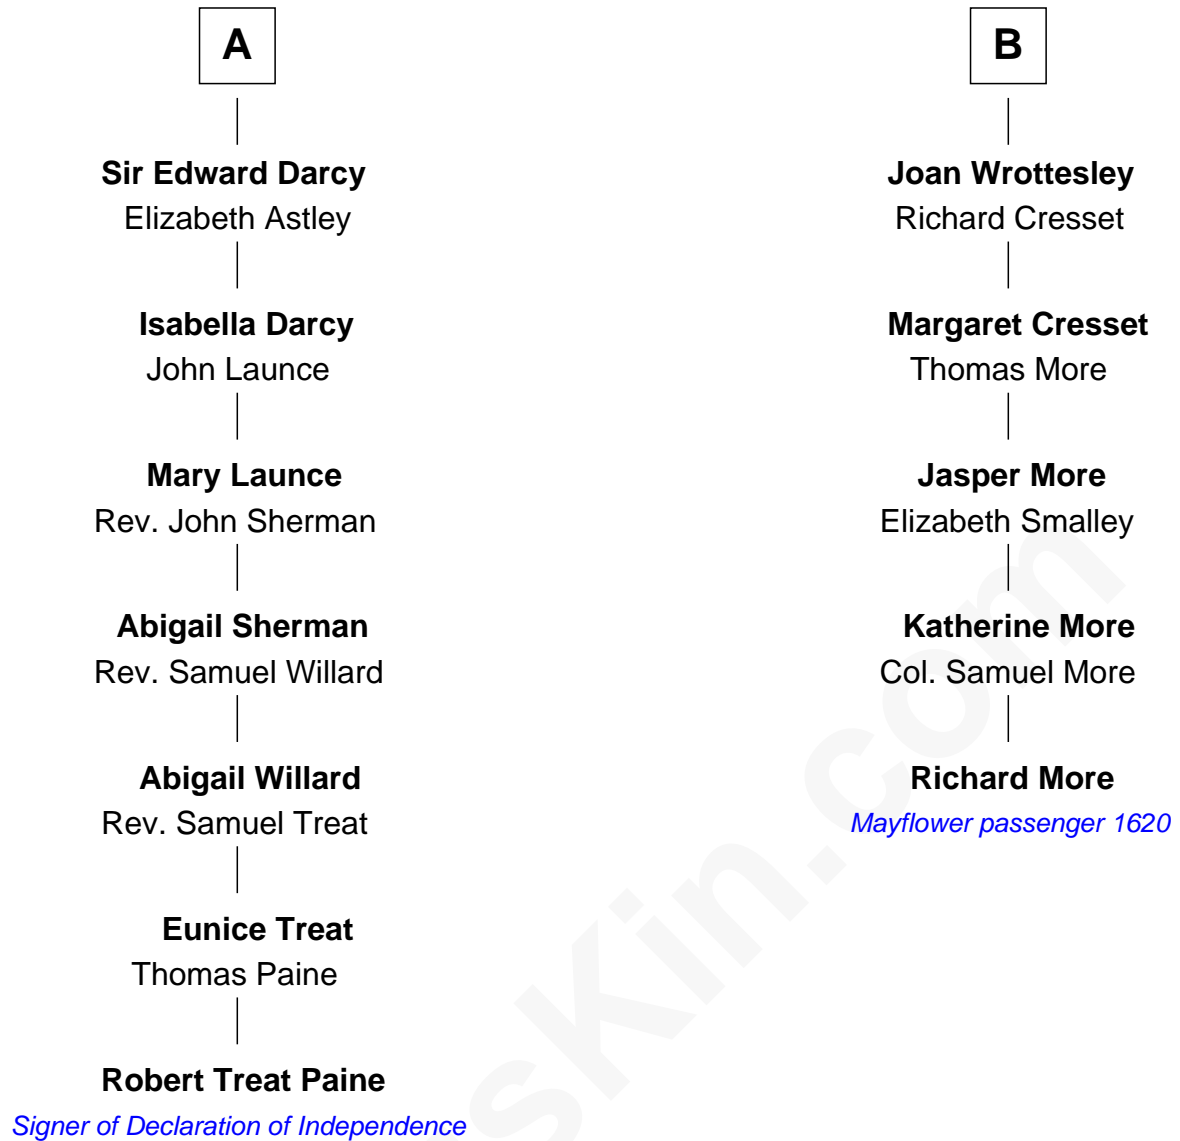 A
Sir Edward Darcy
Elizabeth Astley
Isabella Darcy
John Launce
Mary Launce
Rev. John Sherman
Abigail Sherman
Rev. Samuel Willard
Abigail Willard
Rev. Samuel Treat
Eunice Treat
Thomas Paine
Robert Treat Paine
Signer of Declaration of Independence
B
Joan Wrottesley
Richard Cresset
Margaret Cresset
Thomas More
Jasper More
Elizabeth Smalley
Katherine More
Col. Samuel More
Richard More
Mayflower passenger 1620
sKin.com